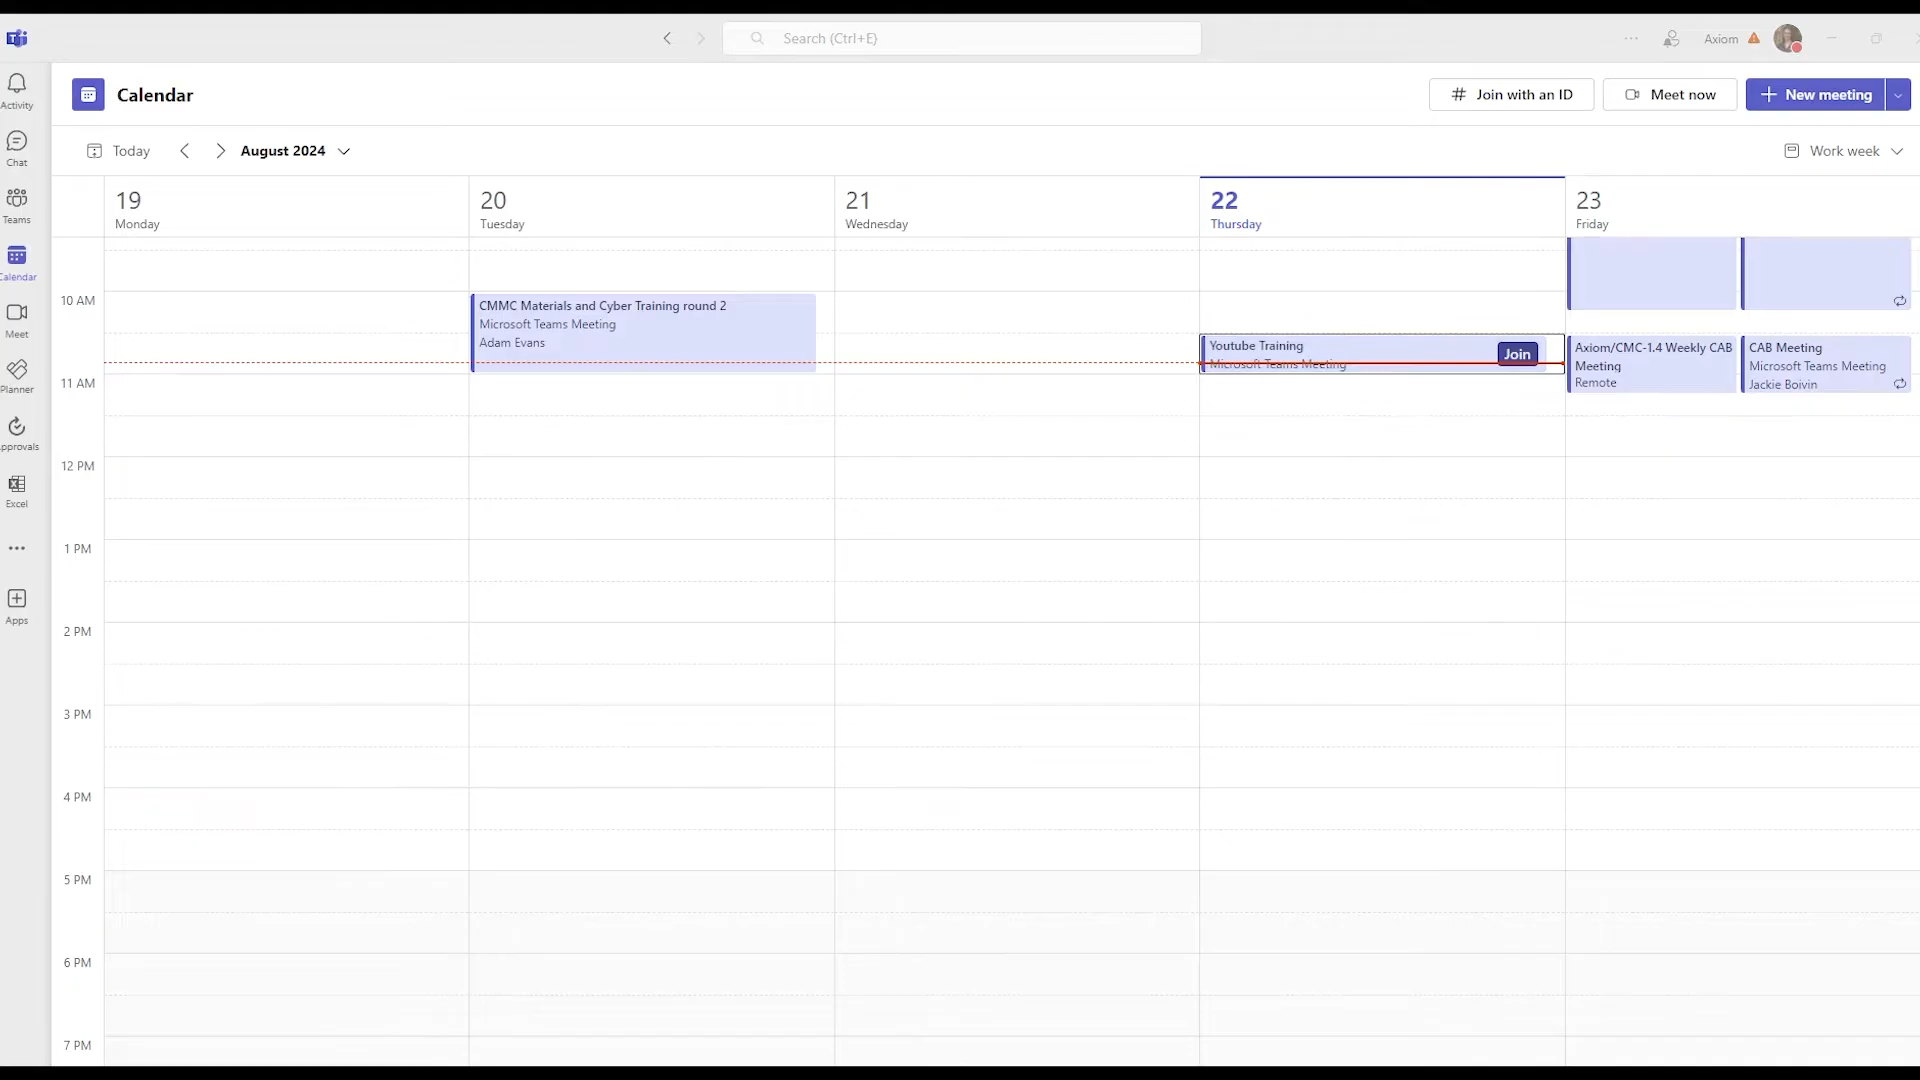 Search (Ctrl+E)
Axiom
Activity
Chat
Teams
Calendar
Meet
Planner
pprovals
Excel
Apps
Calendar
Join with an ID
Meet now
New meeting
Today
August 2024
Work week
19
Monday
20
Tuesday
21
Wednesday
22
Thursday
23
Friday
10 AM
11 AM
12 PM
1 PM
2 PM
3 PM
4 PM
5 PM
6 PM
7 PM
CMMC Materials and Cyber Training round 2
Microsoft Teams Meeting
Adam Evans
Youtube Training
Microsoft Teams Meeting
Join
Axiom/CMC-1.4 Weekly CAB
Meeting
Remote
CAB Meeting
Microsoft Teams Meeting
Jackie Boivin